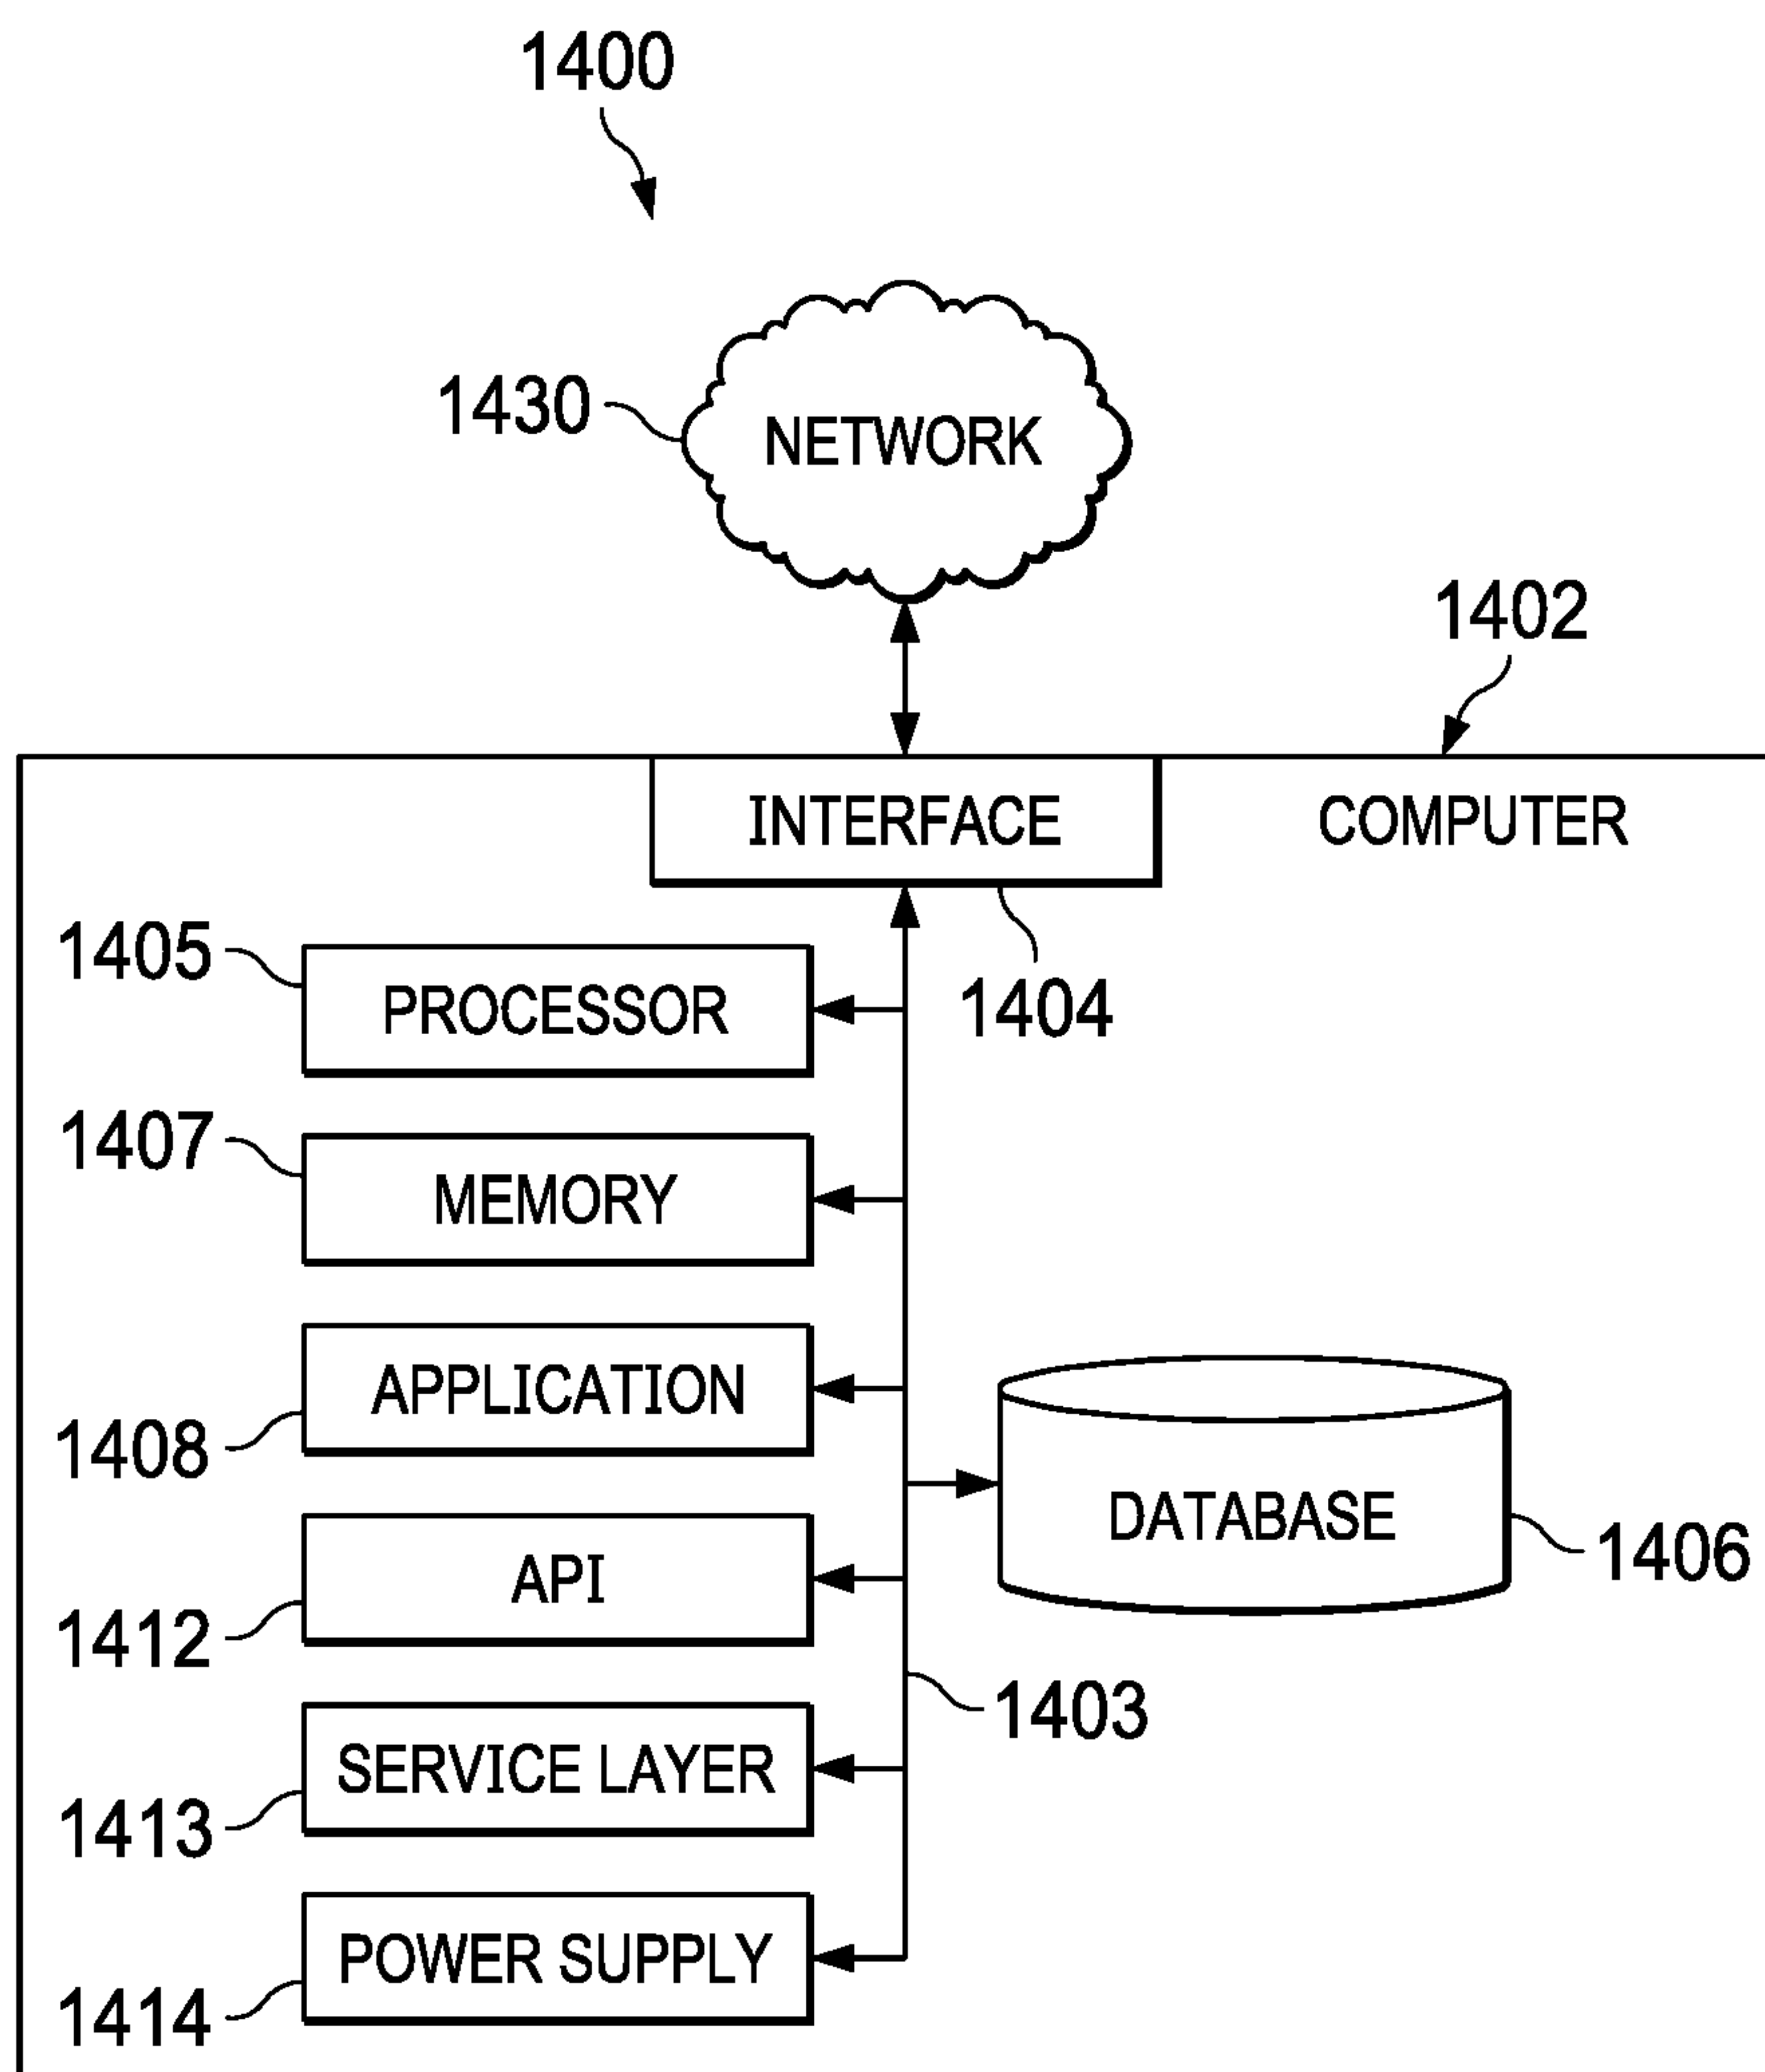 1400
1430
NETWORK
1402
INTERFACE
COMPUTER
1405
PROCESSOR
1404
1407
MEMORY
APPLICATION
1408
DATABASE
1406
API
1412
1403
SERVICE LAYER
1413
POWER SUPPLY
1414